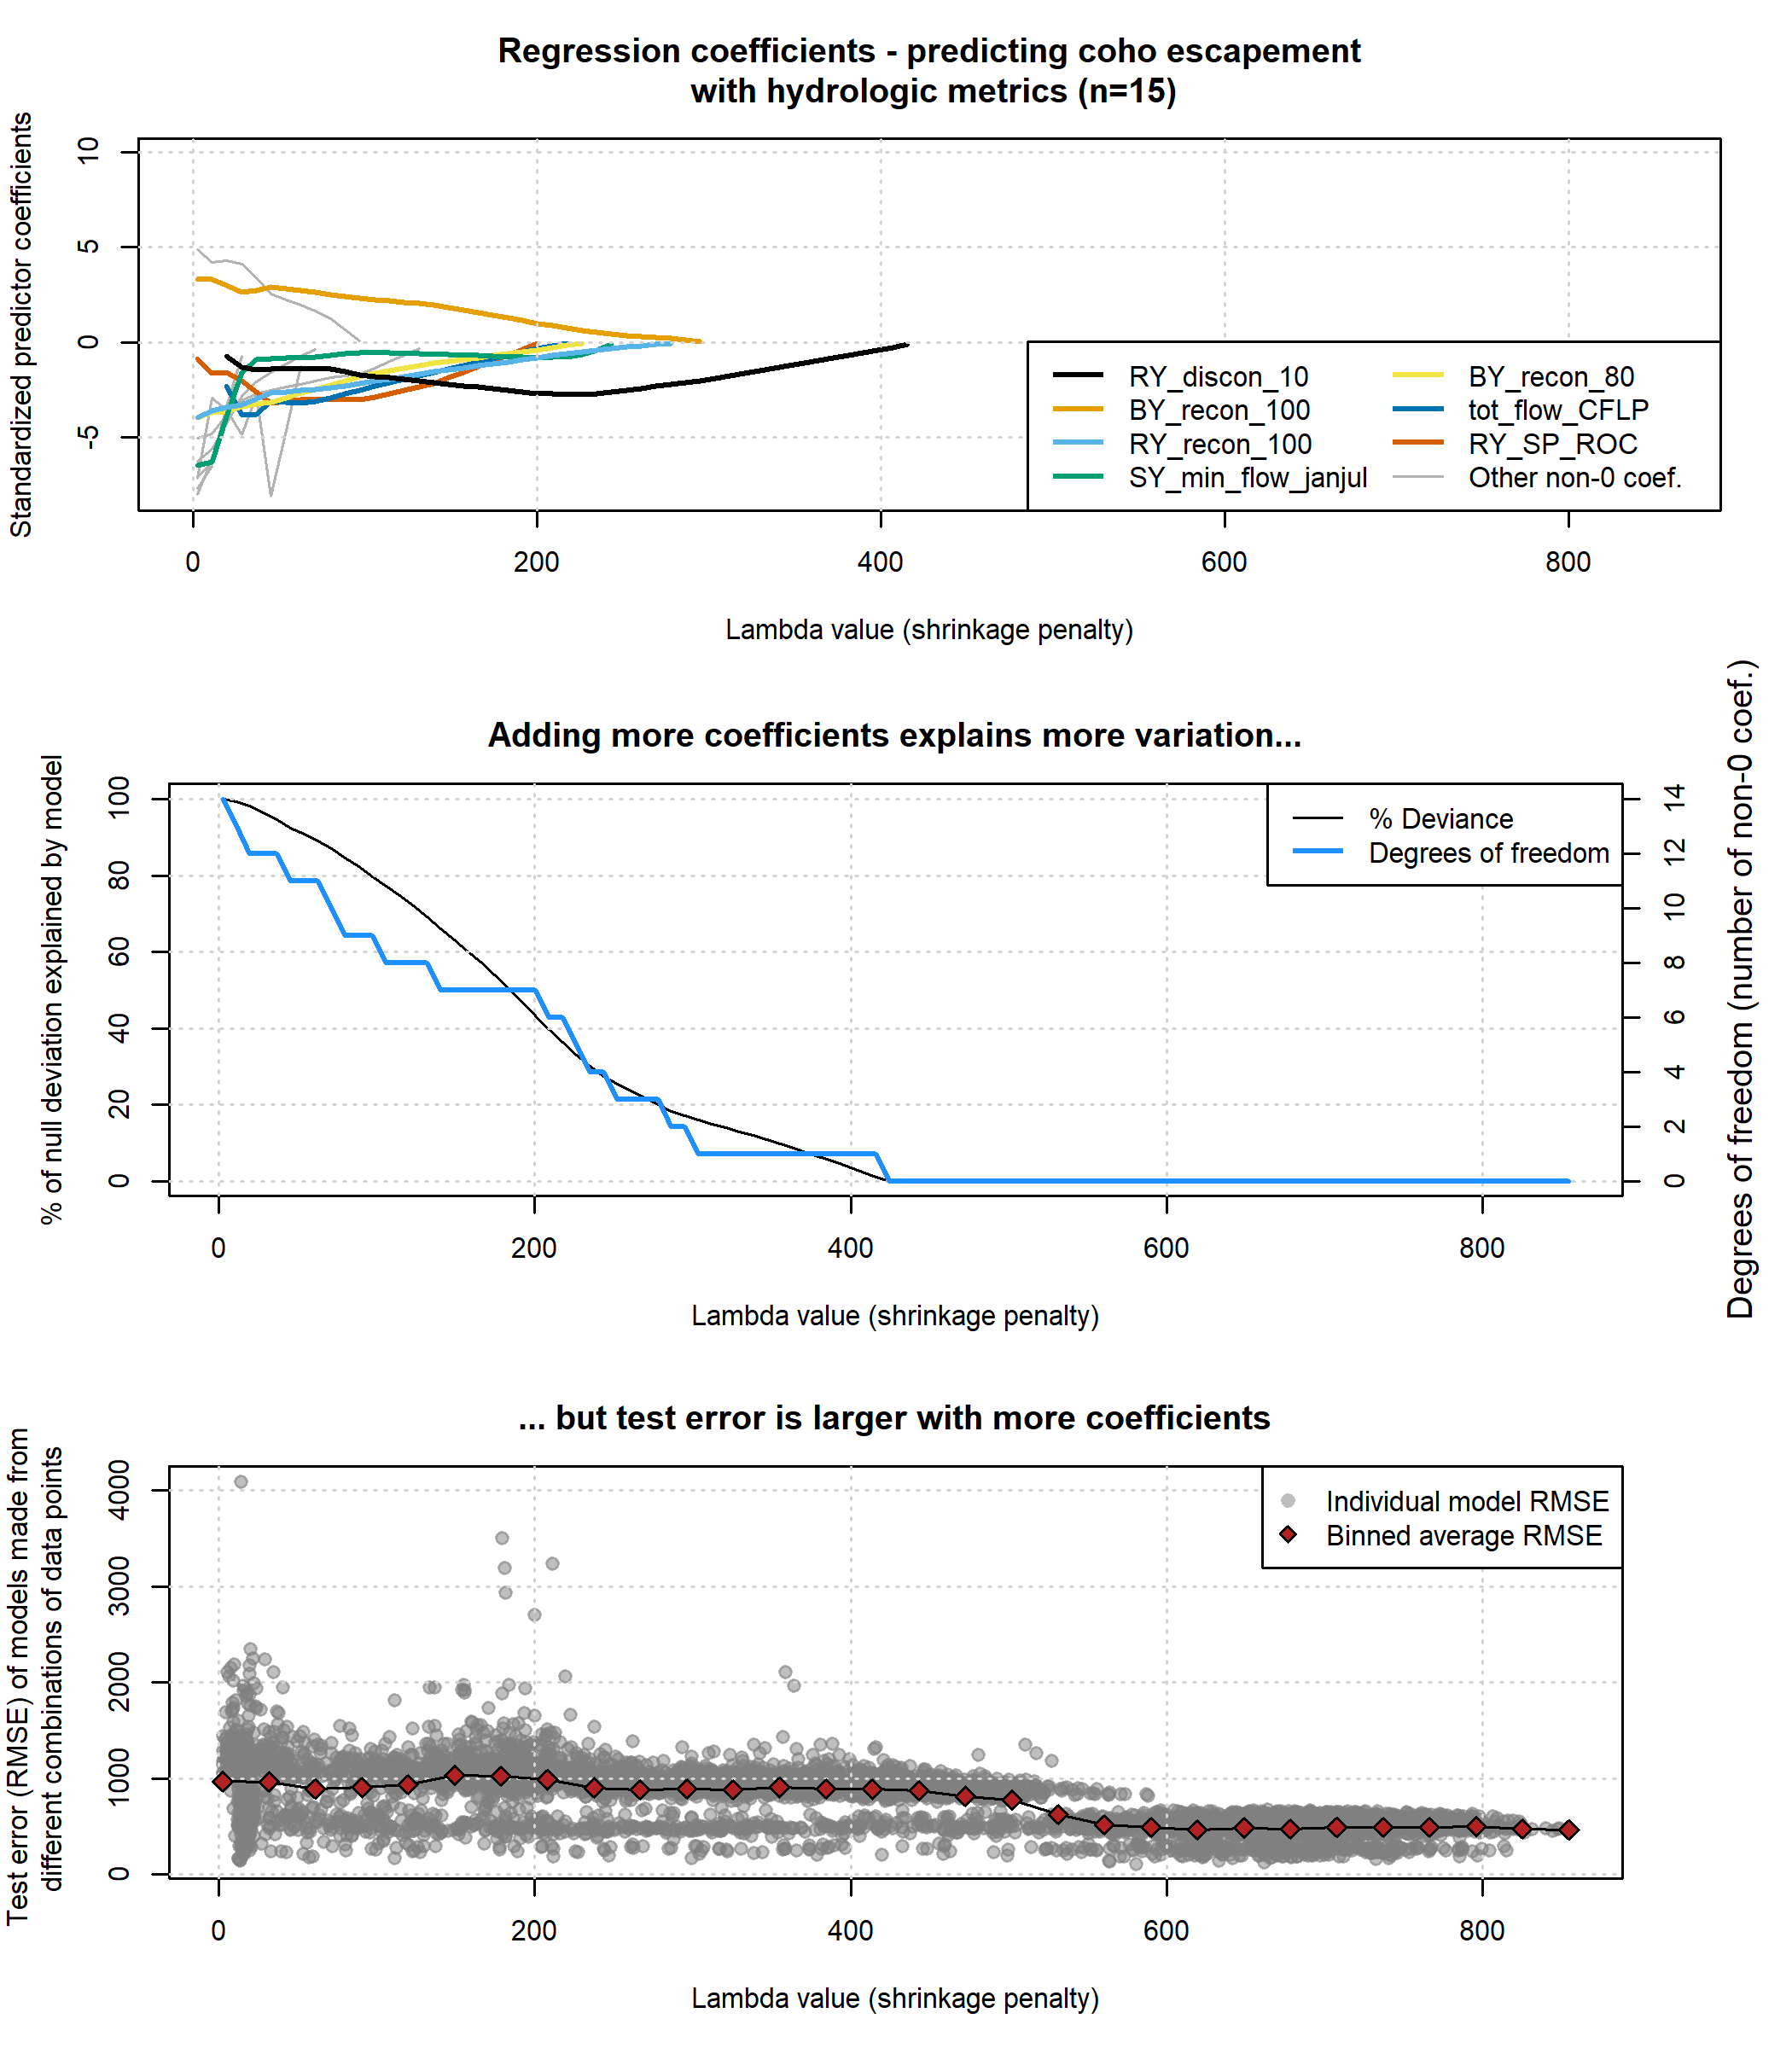 Regression coefficients - predicting coho escapement
with hydrologic metrics (n=15)
Standardized predictor coefficients
10
5
0
-5
RY_discon_10
BY_recon_100
RY_recon_100
SY_min_flow_janjul
BY_recon_80
tot_flow_CFLP
RY_SP_ROC
Other non-0 coef.
0 200 400 600 800
Lambda value (shrinkage penalty)
Adding more coefficients explains more variation...
% of null deviation explained by model
100
80
60
40
20
0
% Deviance
Degrees of freedom
14
12
10
8
6
4
2
0
Degrees of freedom (number of non-0 coef.)
0 200 400 600 800
Lambda value (shrinkage penalty)
... but test error is larger with more coefficients
Test error (RMSE) of models made from
different combinations of data points
4000
3000
2000
1000
0
Individual model RMSE
Binned average RMSE
0 200 400 600 800
Lambda value (shrinkage penalty)